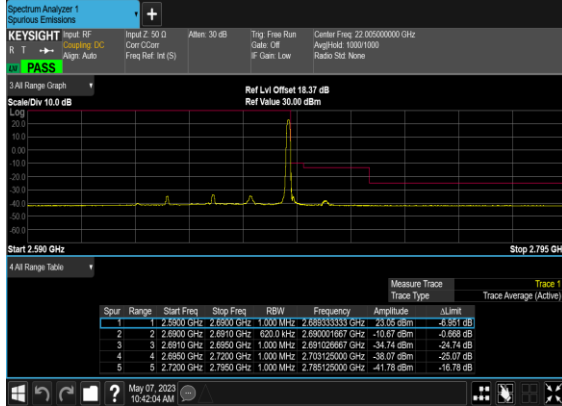 Spectrum Analyzer 1
Spurious Emissions
KEYSIGHT Input: RF Input Z: 50 Ω Atten: 30 dB Trig: Free Run Center Freq: 22.005000000 GHz
R T Coupling: DC Corr CCorr Gate: Off Avg|Hold: 1000/1000
Align: Auto Freq Ref: Int (S) IF Gain: Low Radio Std: None
PASS
3 All Range Graph
Ref Lvl Offset 18.37 dB
Scale/Div 10.0 dB Ref Value 30.00 dBm
Log
20.0
10.0
0.00
-10.0
-20.0
-30.0
-40.0
-50.0
-60.0
Start 2.590 GHz Stop 2.795 GH
4 All Range Table
Measure Trace Trace 1
Trace Type Trace Average (Active)
Spur Range Start Freq Stop Freq RBW Frequency Amplitude ΔLimit
1 1 2.5900 GHz 2.6900 GHz 1.000 MHz 2.689333333 GHz 23.05 dBm -6.951 dB
2 2 2.6900 GHz 2.6910 GHz 620.0 kHz 2.690001667 GHz -10.67 dBm -0.668 dB
3 3 2.6910 GHz 2.6950 GHz 1.000 MHz 2.691026667 GHz -34.74 dBm -24.74 dB
4 4 2.6950 GHz 2.7200 GHz 1.000 MHz 2.703125000 GHz -38.07 dBm -25.07 dB
5 5 2.7200 GHz 2.7950 GHz 1.000 MHz 2.785125000 GHz -41.78 dBm -16.78 dB
May 07, 2023
10:42:04 AM